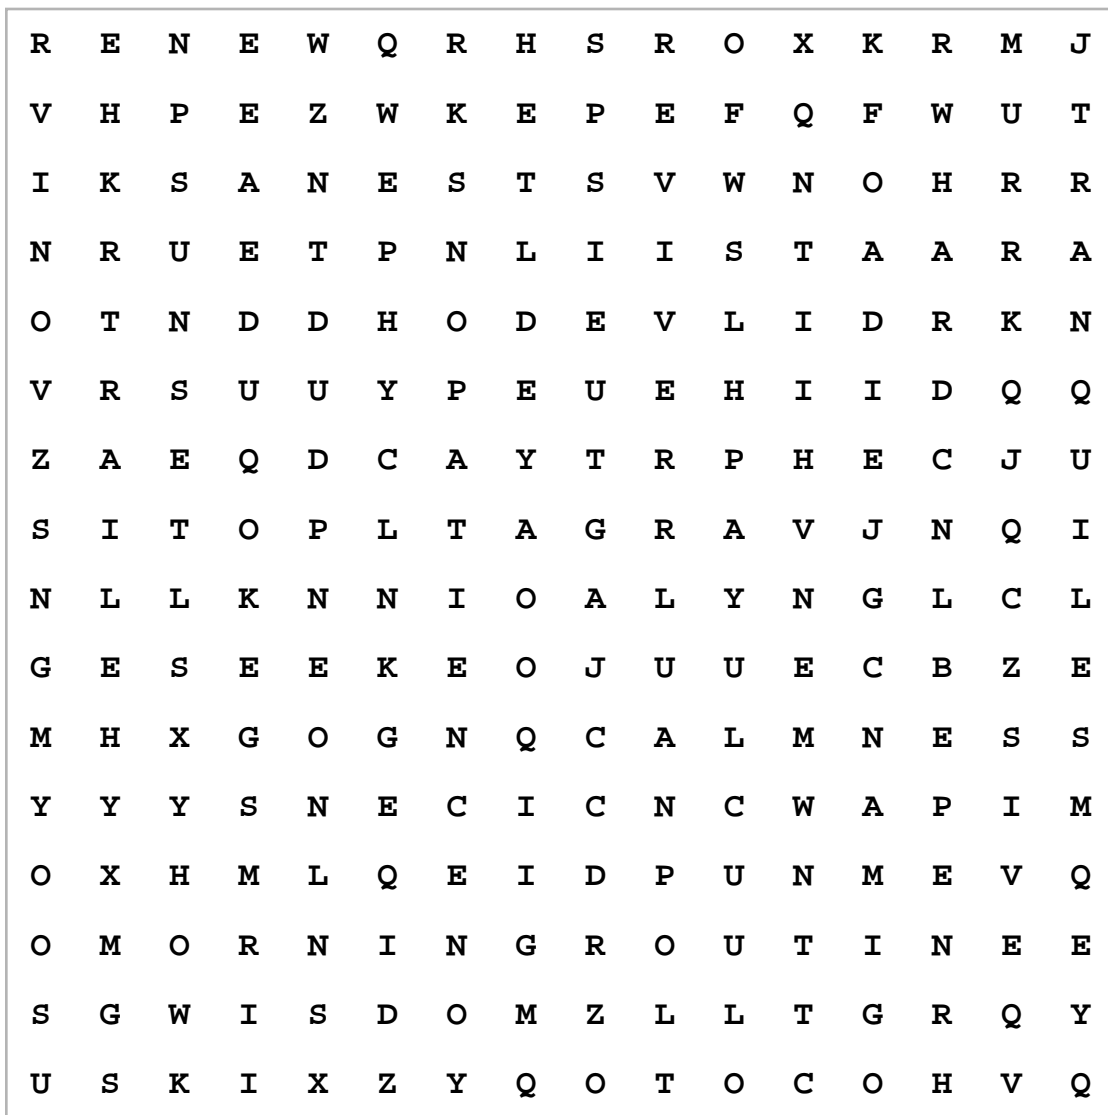 R E N E W Q R H S R O X K R M J
V H P E Z W K E P E F Q F W U T
I K S A N E S T S V W N O H R R
N R U E T P N L I I S T A A R A
O T N D D H O D E V L I D R K N
V R S U U Y P E U E H I I D Q Q
Z A E Q D C A Y T R P H E C J U
S I T O P L T A G R A V J N Q I
N L L K N N I O A L Y N G L C L
G E S E E K E O J U U E C B Z E
M H X G O G N Q C A L M N E S S
Y Y Y S N E C I C N C W A P I M
O X H M L Q E I D P U N M E V Q
O M O R N I N G R O U T I N E E
S G W I S D O M Z L L T G R Q Y
U S K I X Z Y Q O T O C O H V Q